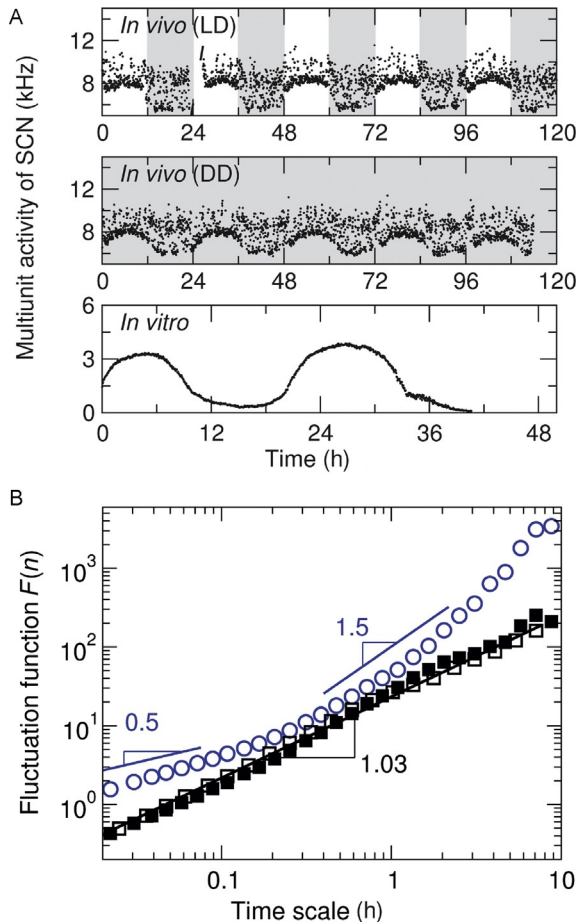 A
Multiunit activity of SCN (kHz)
In vivo (LD)
12
8
0 24 48 72 96 120
In vivo (DD)
12
8
0 24 48 72 96 120
In vitro
6
3
0
0 12 24 36 48
Time (h)
B
Fluctuation function F(n)
10³
10²
10¹
10⁰
0.5
1.5
1.03
0.1 1 10
Time scale (h)